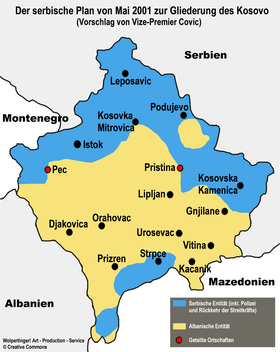 Der serbische Plan von Mai 2001 zur Gliederung des Kosovo
(Vorschlag von Vize-Premier Covic)
Serbien
Leposavic
Montenegro
Kosovka
Mitrovica
Podujevo
Istok
Pec
Pristina
Kosovska
Kamenica
Lipljan
Gnjilane
Djakovica
Orahovac
Urosevac
Vitina
Prizren
Strpce
Kacanik
Mazedonien
Albanien
Serbische Entität (inkl. Polizei
und Rückkehr der Streitkräfte)
Albanische Entität
Geteilte Ortschaften
Wolpertinger! Art - Production - Service
© Creative Commons